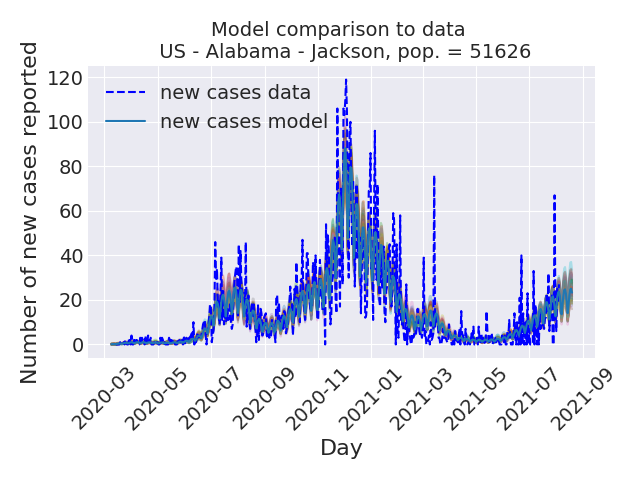 Model comparison to data
US - Alabama - Jackson, pop. = 51626
Number of new cases reported
120
100
80
60
40
20
0
new cases data
new cases model
2020-03
2020-05
2020-07
2020-09
2020-11
2021-01
2021-03
2021-05
2021-07
2021-09
Day